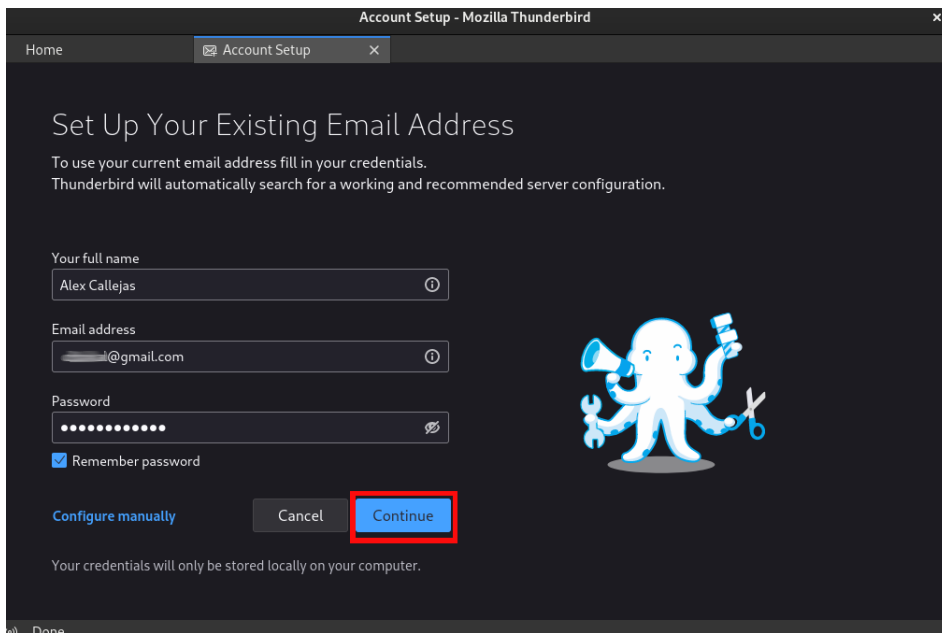 Account Setup - Mozilla Thunderbird
Home
Account Setup
Set Up Your Existing Email Address
To use your current email address fill in your credentials.
Thunderbird will automatically search for a working and recommended server configuration.
Your full name
Alex Callejas
Email address
@gmail.com
Password
••••••••••••
Remember password
Configure manually
Cancel
Continue
Your credentials will only be stored locally on your computer.
Done